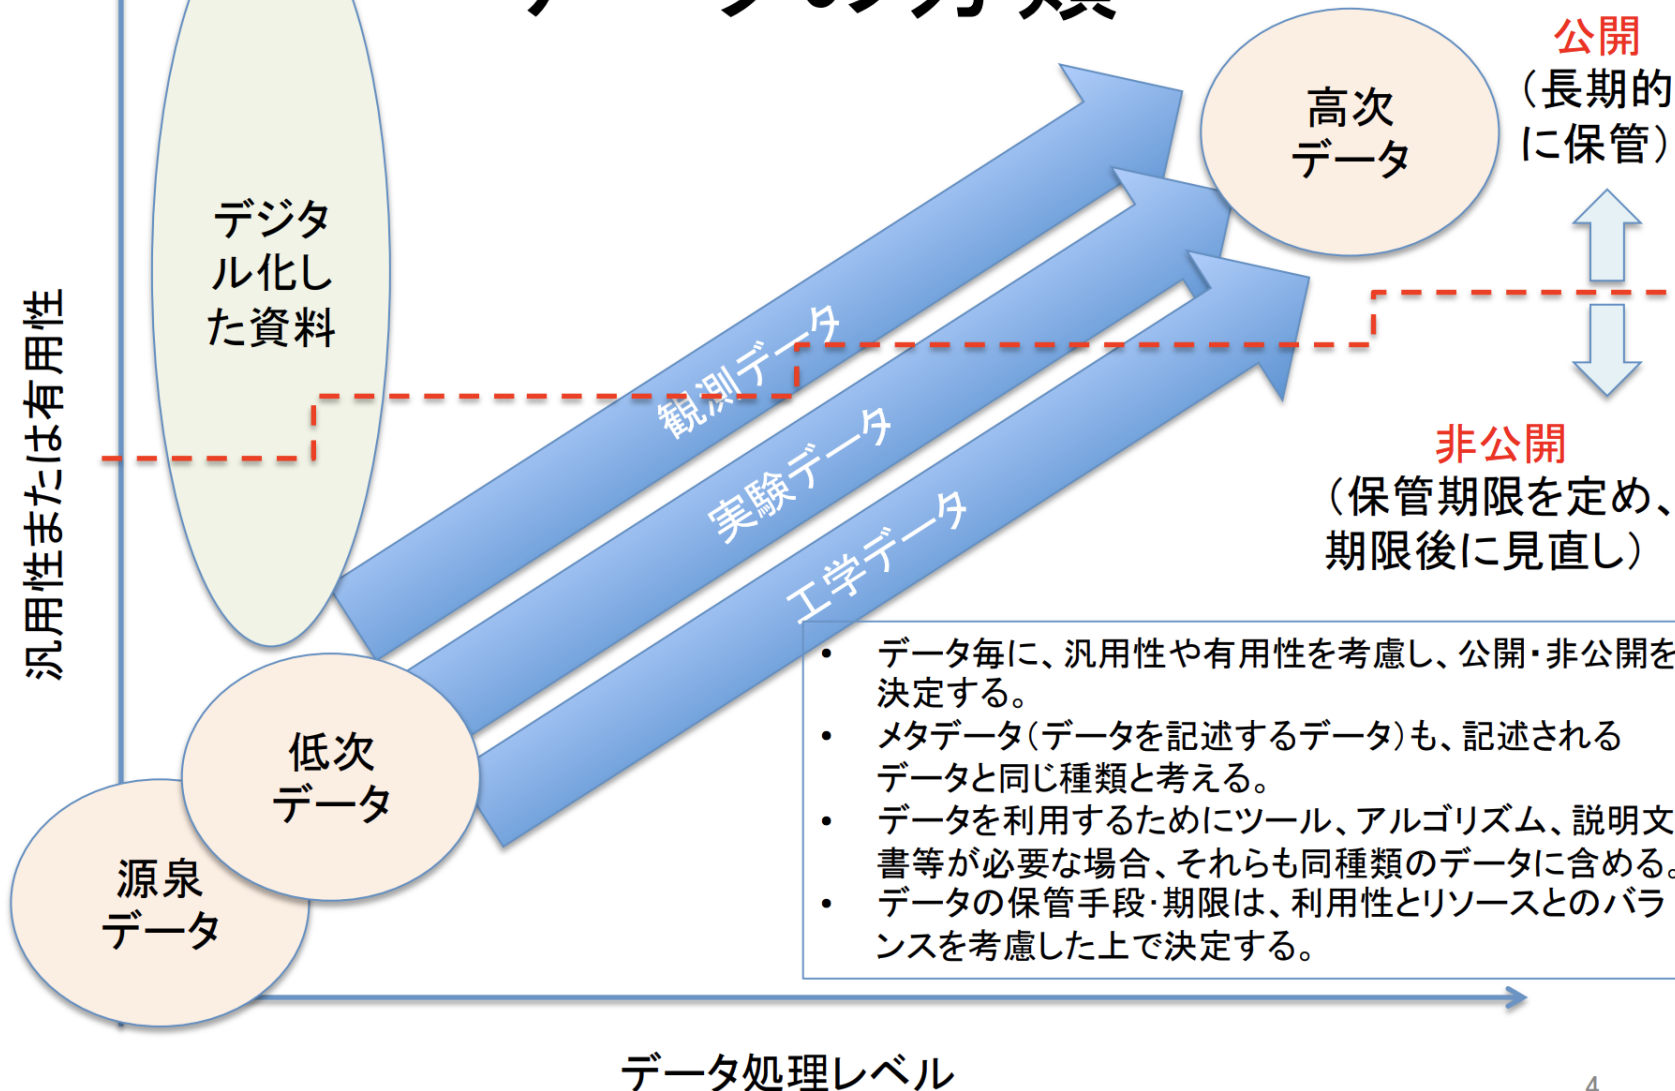 データの分類
公開
（長期的
に保管）
高次
データ
デジタ
ル化し
た資料
汎用性または有用性
観測データ
実験データ
工学データ
非公開
（保管期限を定め、
期限後に見直し）
低次
データ
源泉
データ
• データ毎に、汎用性や有用性を考慮し、公開・非公開を
決定する。
• メタデータ（データを記述するデータ）も、記述される
データと同じ種類と考える。
• データを利用するためにツール、アルゴリズム、説明文
書等が必要な場合、それらも同種類のデータに含める。
• データの保管手段・期限は、利用性とリソースとのバラ
ンスを考慮した上で決定する。
データ処理レベル
4